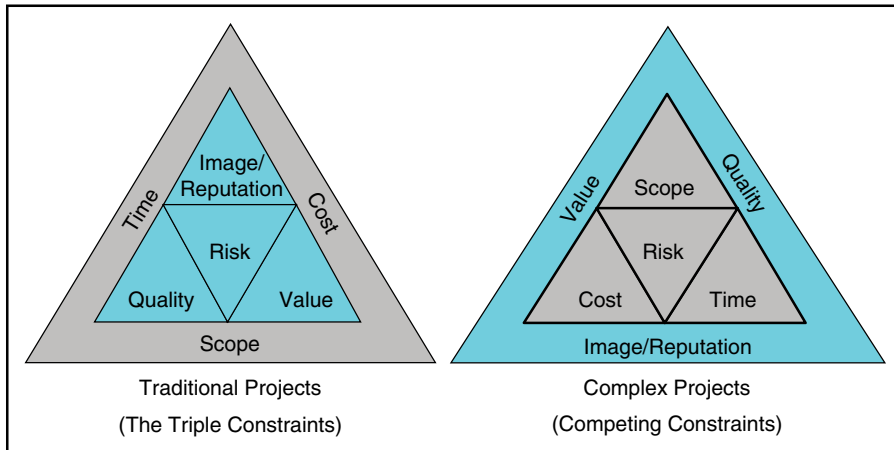 Time
Cost
Image/
Reputation
Risk
Quality
Value
Scope
Traditional Projects
(The Triple Constraints)
Value
Quality
Scope
Risk
Cost
Time
Image/Reputation
Complex Projects
(Competing Constraints)